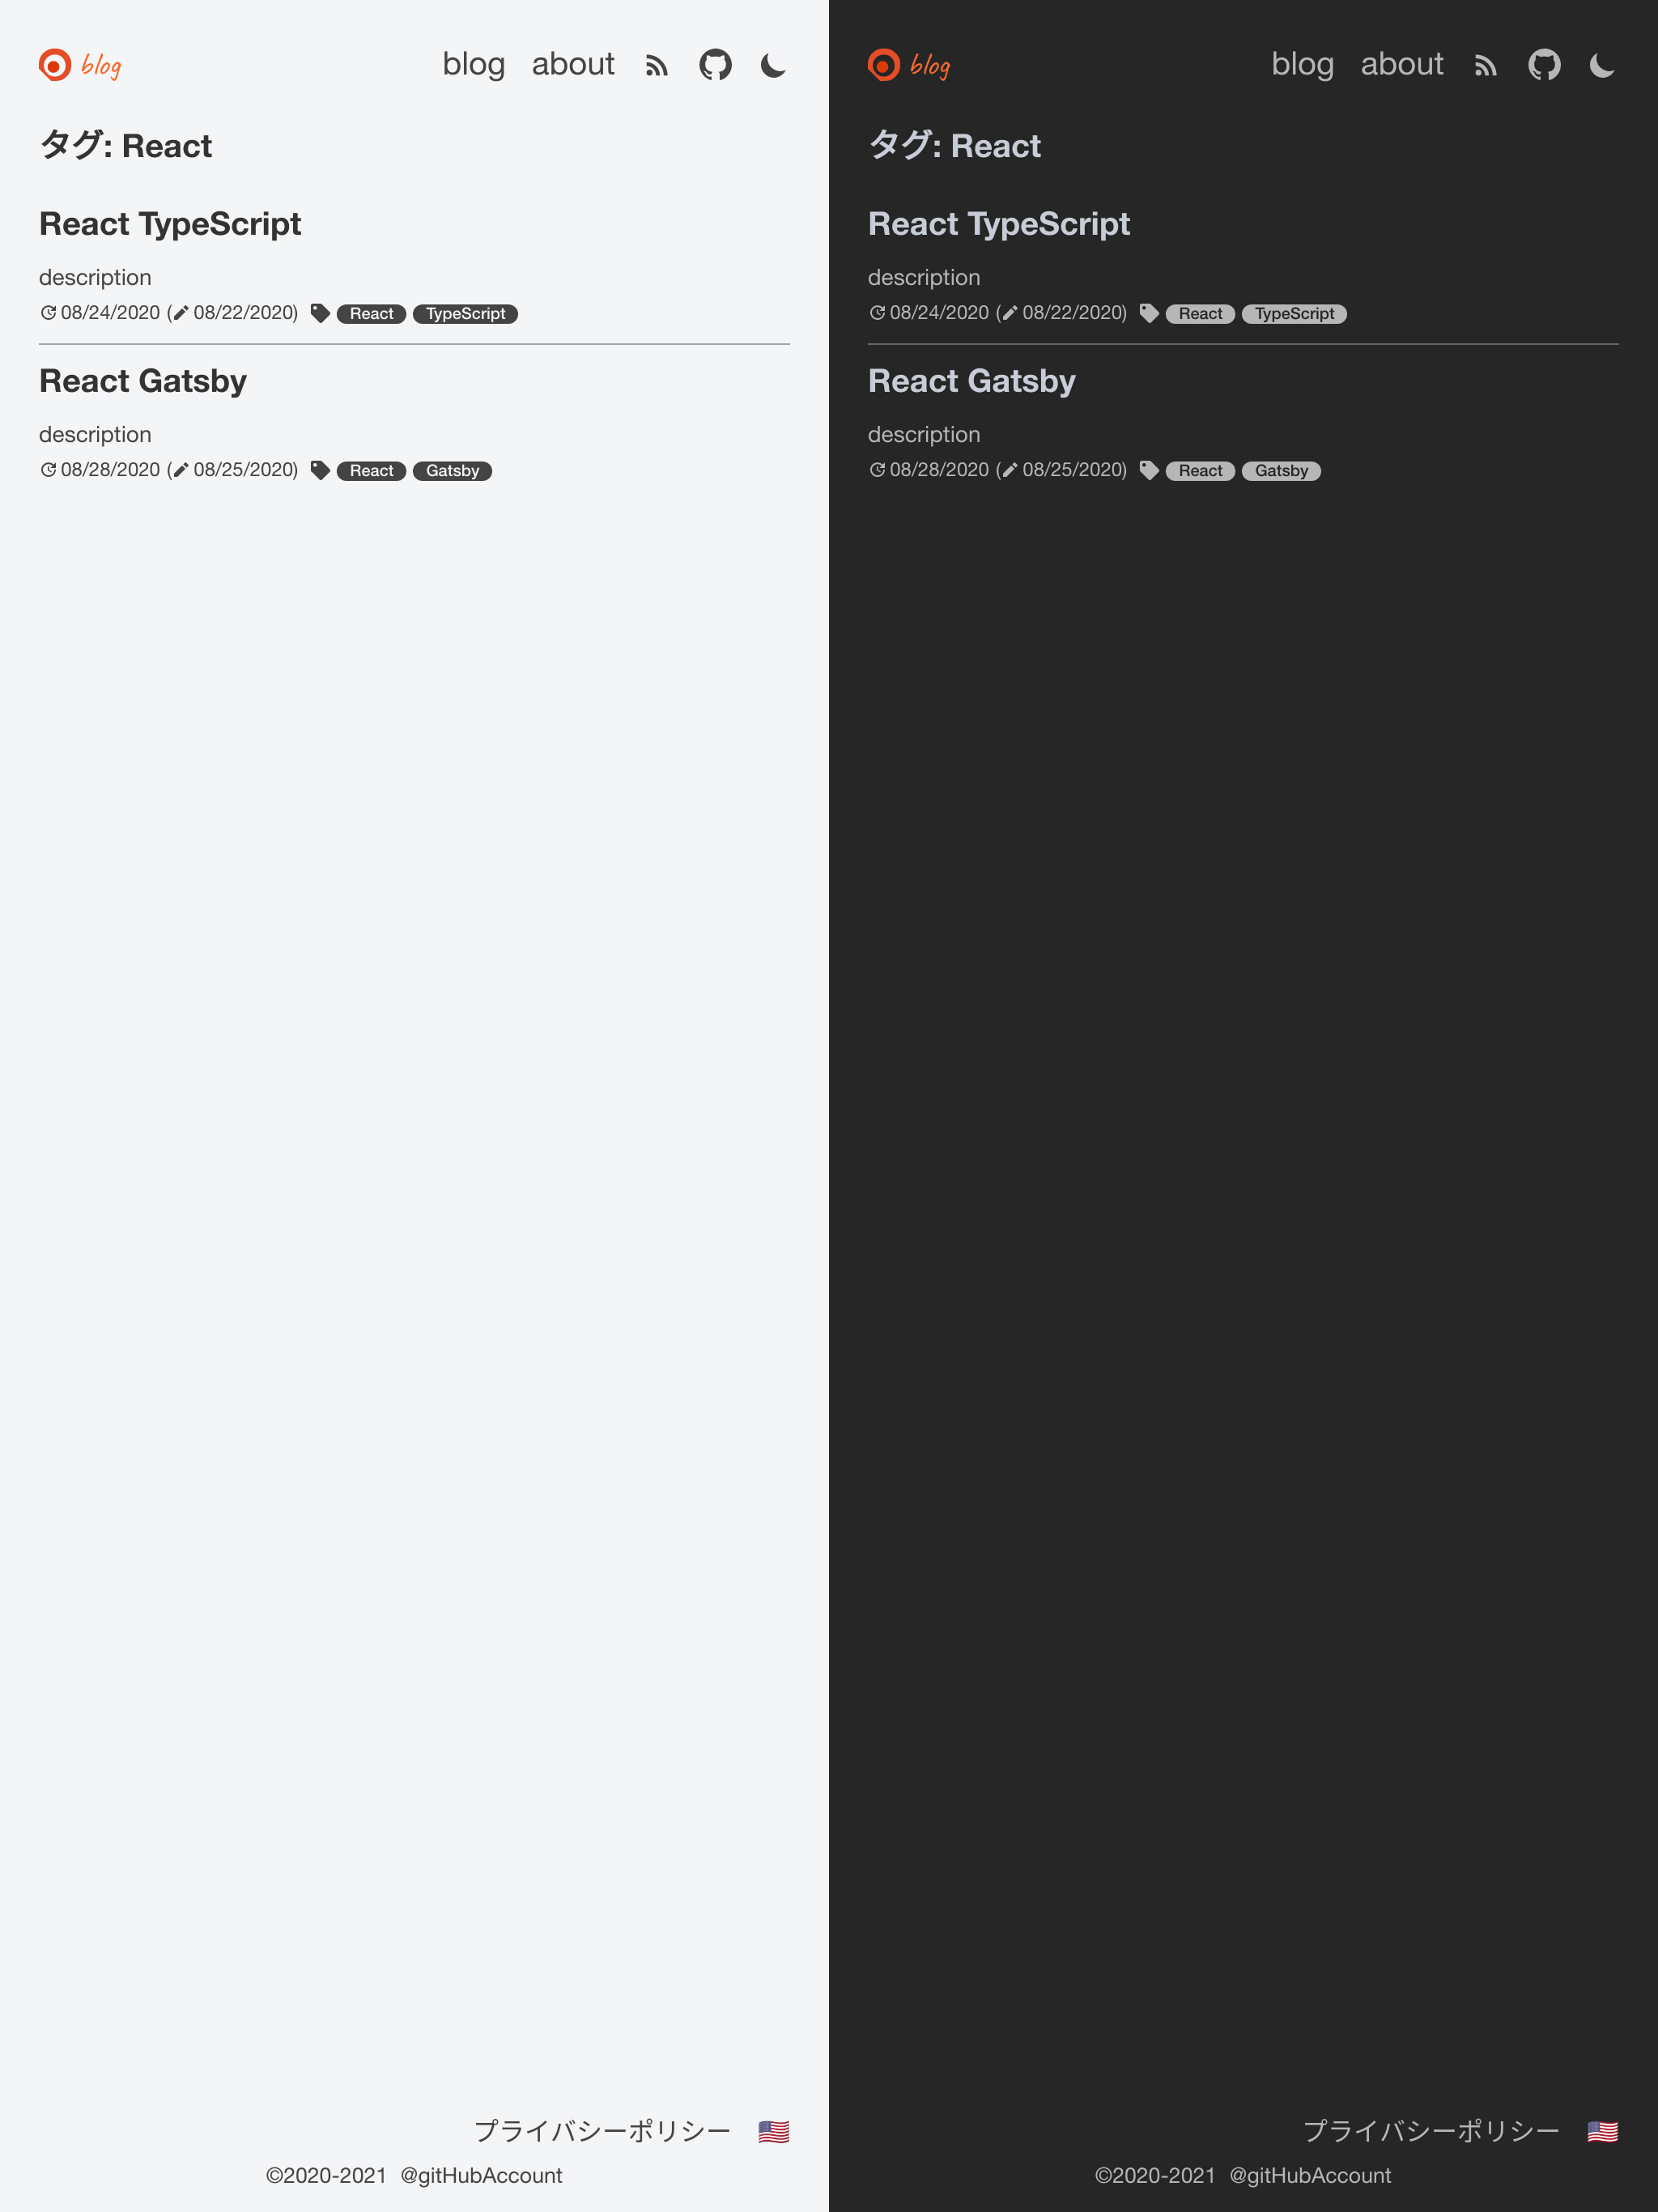 blog
blog about
タグ: React
React TypeScript
description
08/24/2020 (08/22/2020) React TypeScript
React Gatsby
description
08/28/2020 (08/25/2020) React Gatsby
プライバシーポリシー
©2020-2021 @gitHubAccount
blog
blog about
タグ: React
React TypeScript
description
08/24/2020 (08/22/2020) React TypeScript
React Gatsby
description
08/28/2020 (08/25/2020) React Gatsby
プライバシーポリシー
©2020-2021 @gitHubAccount